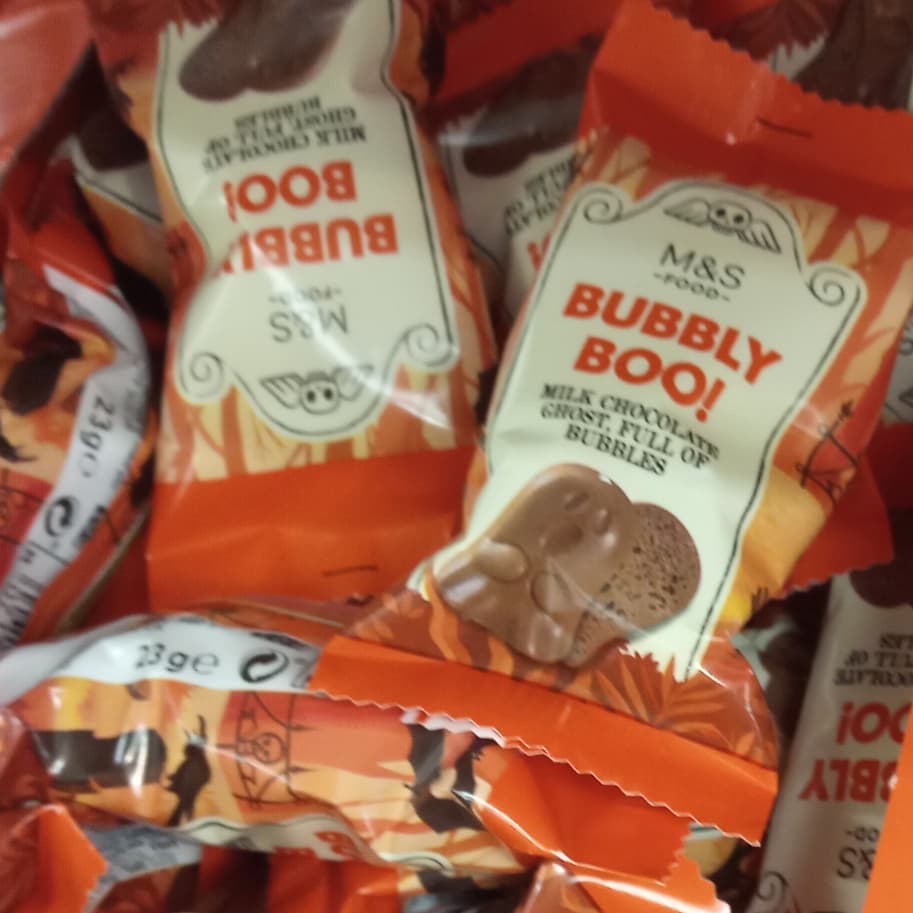 MILK CHOCOLATE
GHOST, FULL OF
BUBBLES
BUBBLY
BOO!
M&S
-FOOD-
M&S
-FOOD-
BUBBLY
BOO!
MILK CHOCOLATE
GHOST, FULL OF
BUBBLES
23g℮
23g℮